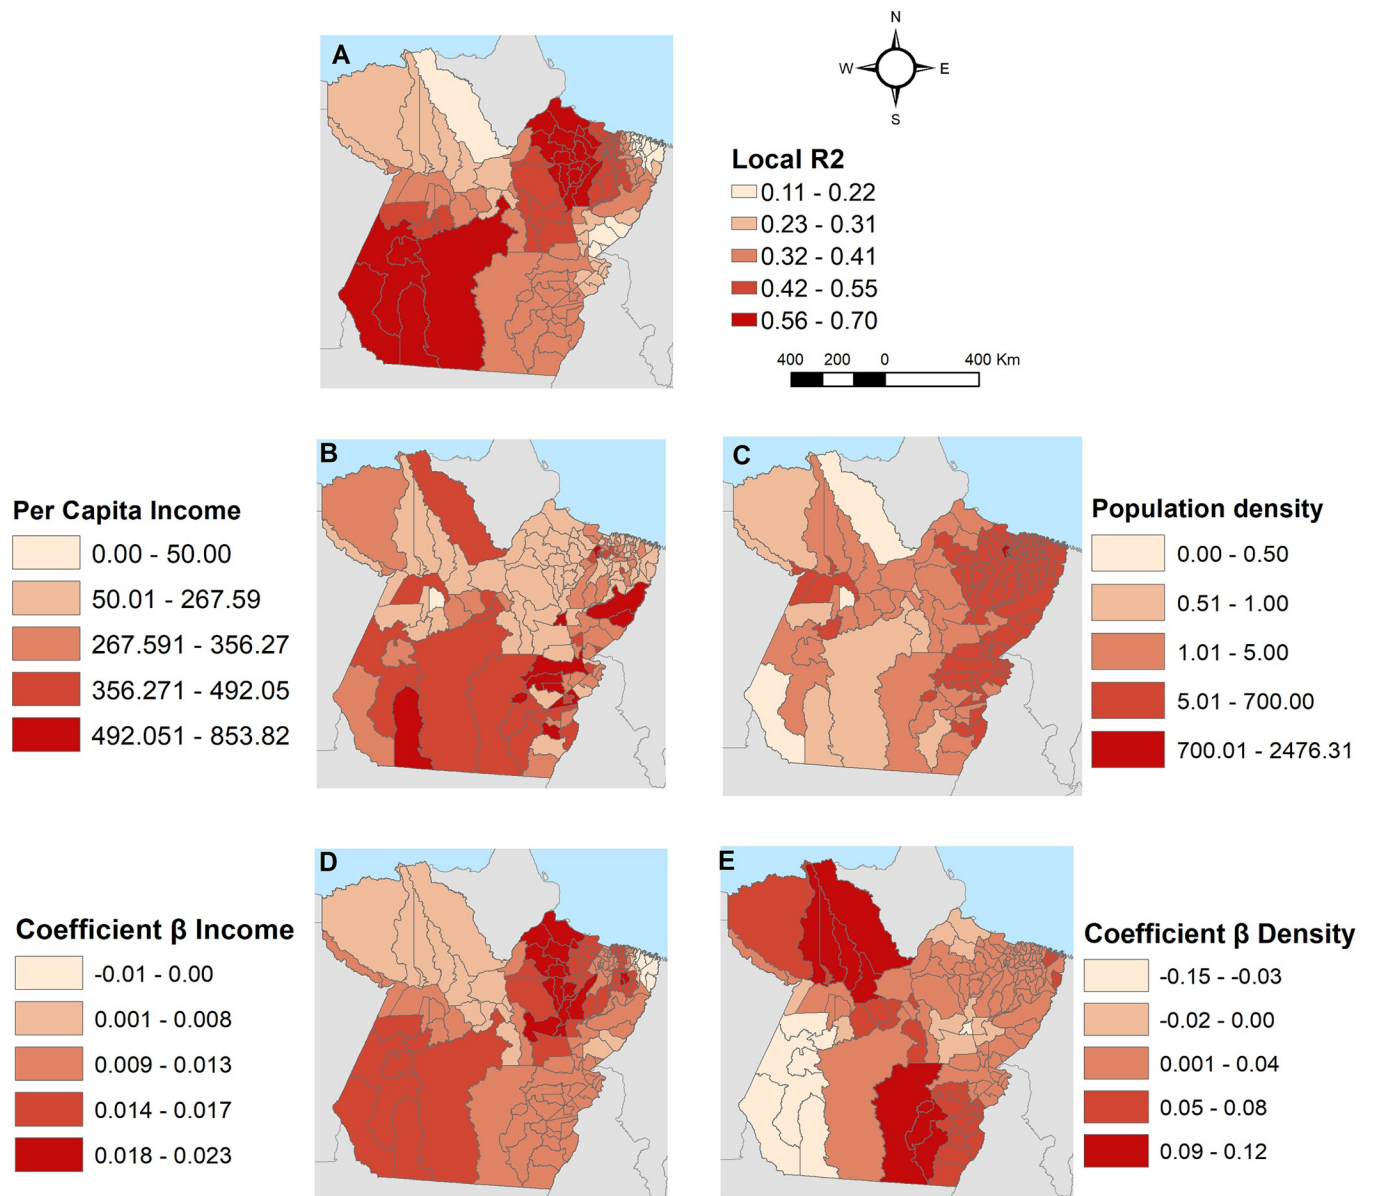 A
N
W E
S
Local R2
0.11 - 0.22
0.23 - 0.31
0.32 - 0.41
0.42 - 0.55
0.56 - 0.70
400 200 0 400 Km
B
Per Capita Income
0.00 - 50.00
50.01 - 267.59
267.591 - 356.27
356.271 - 492.05
492.051 - 853.82
C
Population density
0.00 - 0.50
0.51 - 1.00
1.01 - 5.00
5.01 - 700.00
700.01 - 2476.31
D
Coefficient β Income
-0.01 - 0.00
0.001 - 0.008
0.009 - 0.013
0.014 - 0.017
0.018 - 0.023
E
Coefficient β Density
-0.15 - -0.03
-0.02 - 0.00
0.001 - 0.04
0.05 - 0.08
0.09 - 0.12